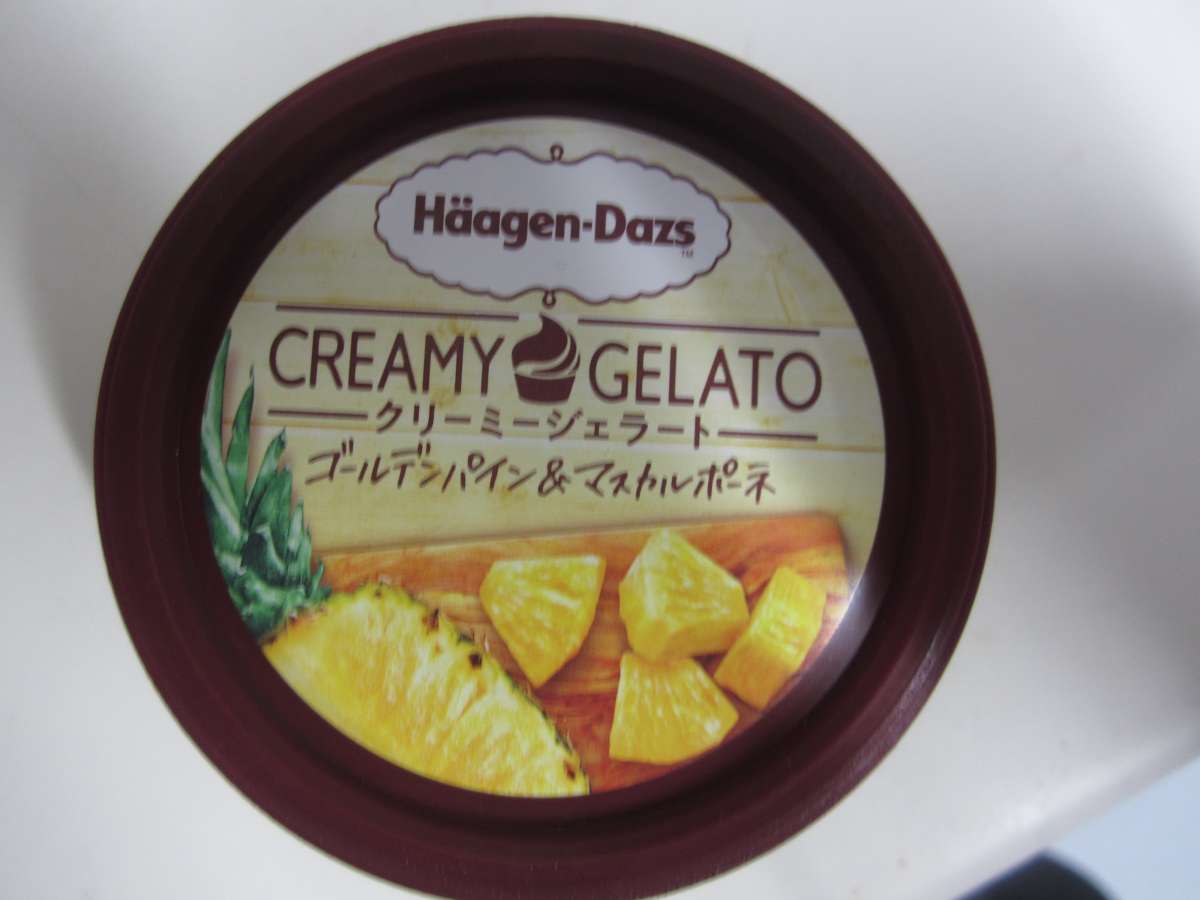 Häagen-Dazs
TM
CREAMY GELATO
クリーミージェラート
ゴールデンパイン&マスカルポーネ